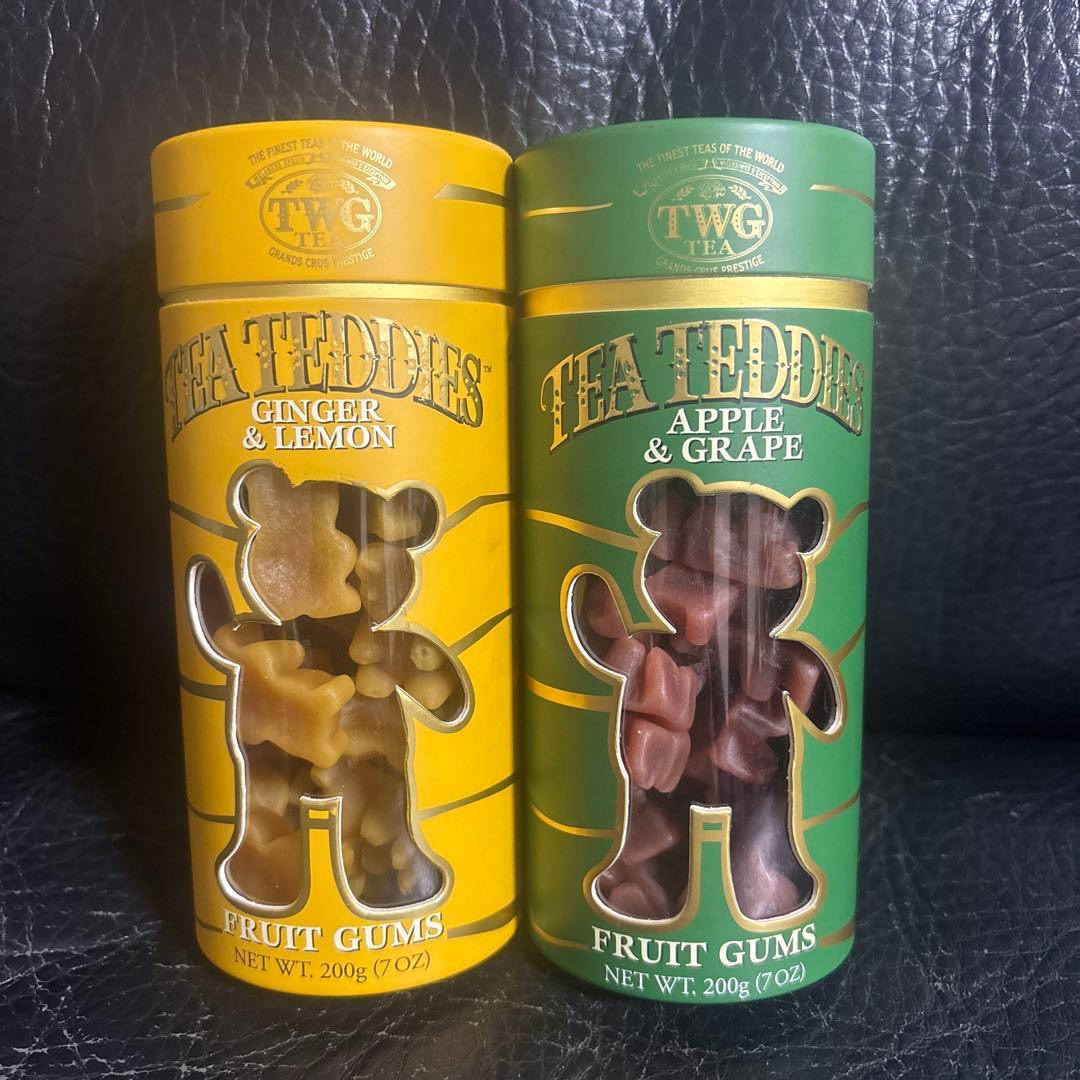 THE FINEST TEAS OF THE WORLD
TWG
TEA
GRANDS CRUS PRESTIGE
TEA TEDDIES™
GINGER
& LEMON
FRUIT GUMS
NET WT. 200g (7 OZ)
THE FINEST TEAS OF THE WORLD
TWG
TEA
GRANDS CRUS PRESTIGE
TEA TEDDIES
APPLE
& GRAPE
FRUIT GUMS
NET WT. 200g (7 OZ)